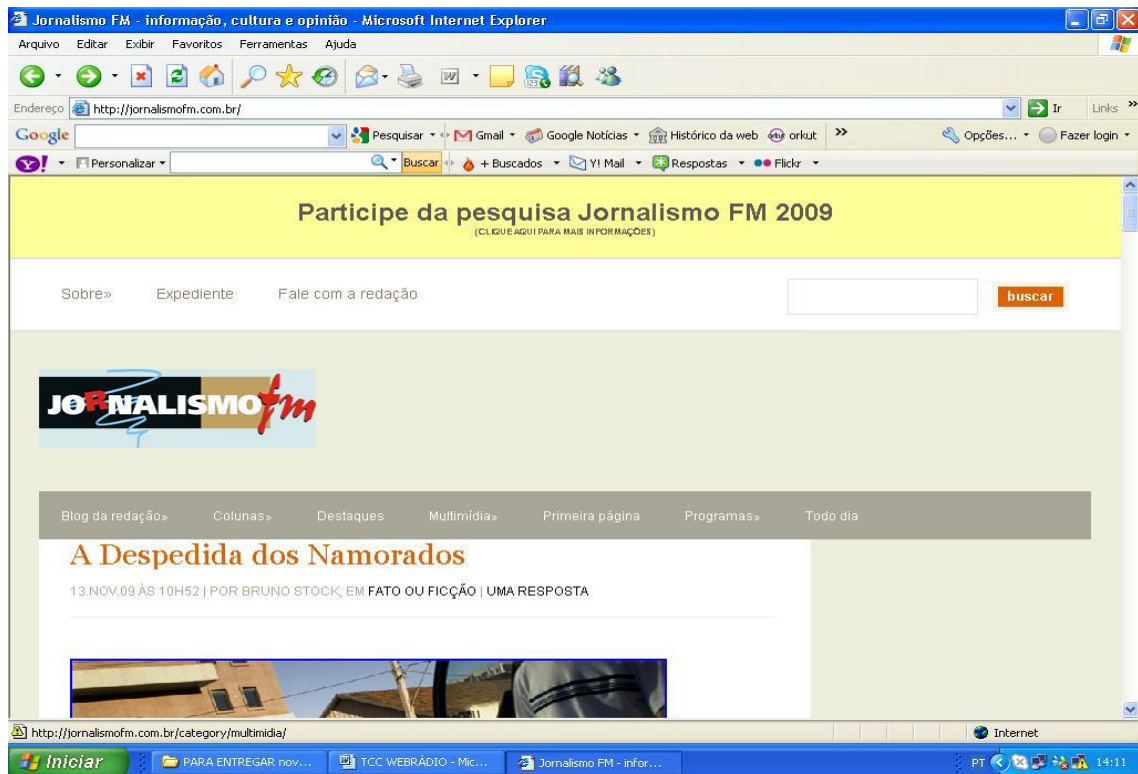 Jornalismo FM - informação, cultura e opinião - Microsoft Internet Explorer
Arquivo Editar Exibir Favoritos Ferramentas Ajuda
Endereço http://jornalismofm.com.br/ Ir Links »
Google Pesquisar Gmail Google Notícias Histórico da web orkut » Opções... Fazer login
Y! Personalizar Buscar + Buscados Y! Mail Respostas Flickr
Participe da pesquisa Jornalismo FM 2009
(CLIQUE AQUI PARA MAIS INFORMAÇÕES)
Sobre» Expediente Fale com a redação buscar
JORNALISMO fm
Blog da redação» Colunas» Destaques Multimídia» Primeira página Programas» Todo dia
A Despedida dos Namorados
13.NOV.09 ÀS 10H52 | POR BRUNO STOCK, EM FATO OU FICÇÃO | UMA RESPOSTA
http://jornalismofm.com.br/category/multimidia/ Internet
Iniciar PARA ENTREGAR nov... TCC WEBRÁDIO - Mic... Jornalismo FM - infor... PT 14:11